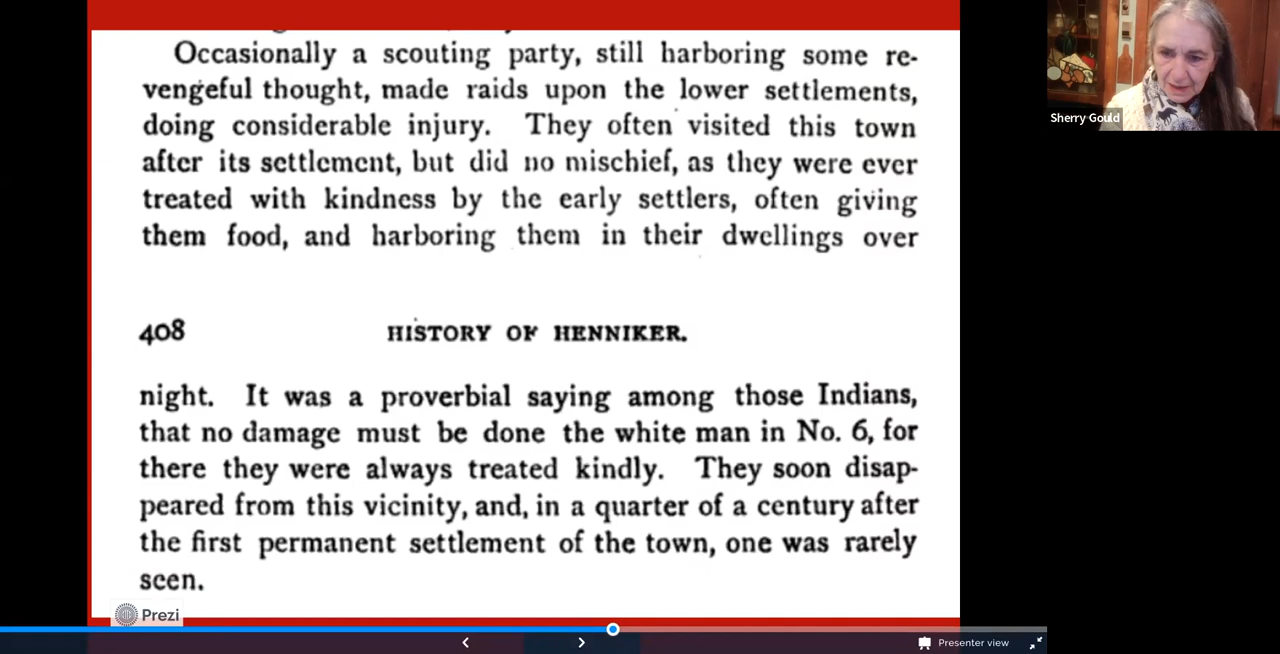 Occasionally a scouting party, still harboring some re-
vengeful thought, made raids upon the lower settlements,
doing considerable injury. They often visited this town
after its settlement, but did no mischief, as they were ever
treated with kindness by the early settlers, often giving
them food, and harboring them in their dwellings over
408 HISTORY OF HENNIKER.
night. It was a proverbial saying among those Indians,
that no damage must be done the white man in No. 6, for
there they were always treated kindly. They soon disap-
peared from this vicinity, and, in a quarter of a century after
the first permanent settlement of the town, one was rarely
seen.
Prezi
Presenter view
Sherry Gould